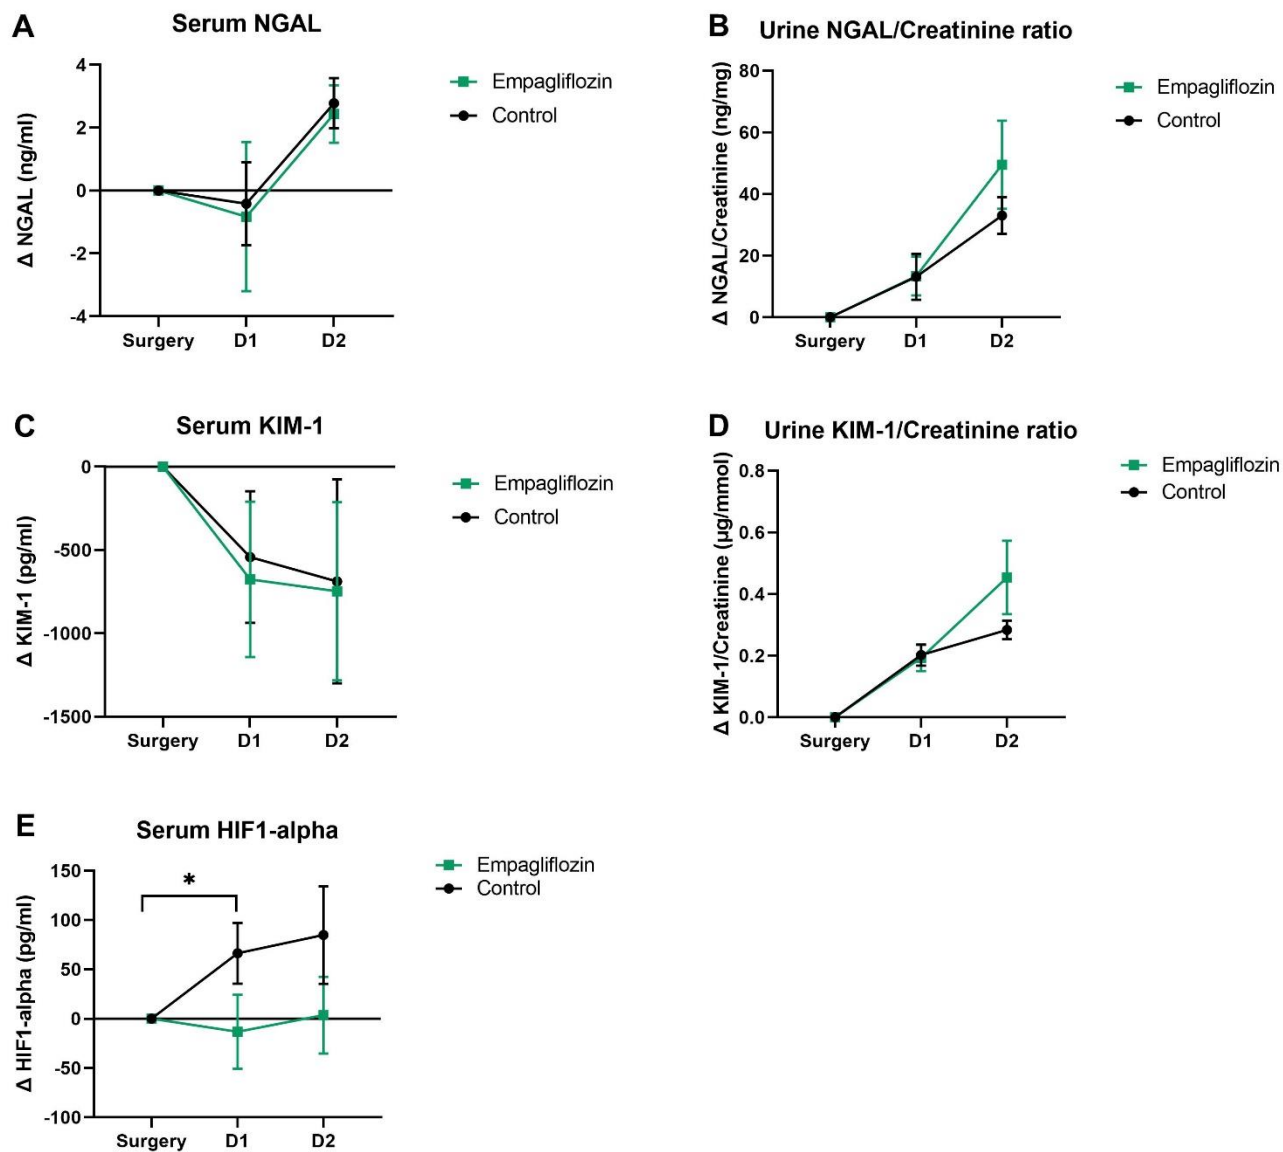 A
Serum NGAL
4
2
0
-2
-4
Δ NGAL (ng/ml)
Surgery D1 D2
Empagliflozin
Control
B
Urine NGAL/Creatinine ratio
80
60
40
20
0
Δ NGAL/Creatinine (ng/mg)
Surgery D1 D2
Empagliflozin
Control
C
Serum KIM-1
0
-500
-1000
-1500
Δ KIM-1 (pg/ml)
Surgery D1 D2
Empagliflozin
Control
D
Urine KIM-1/Creatinine ratio
0.8
0.6
0.4
0.2
0.0
Δ KIM-1/Creatinine (µg/mmol)
Surgery D1 D2
Empagliflozin
Control
E
Serum HIF1-alpha
150
100
50
0
-50
-100
Δ HIF1-alpha (pg/ml)
*
Surgery D1 D2
Empagliflozin
Control